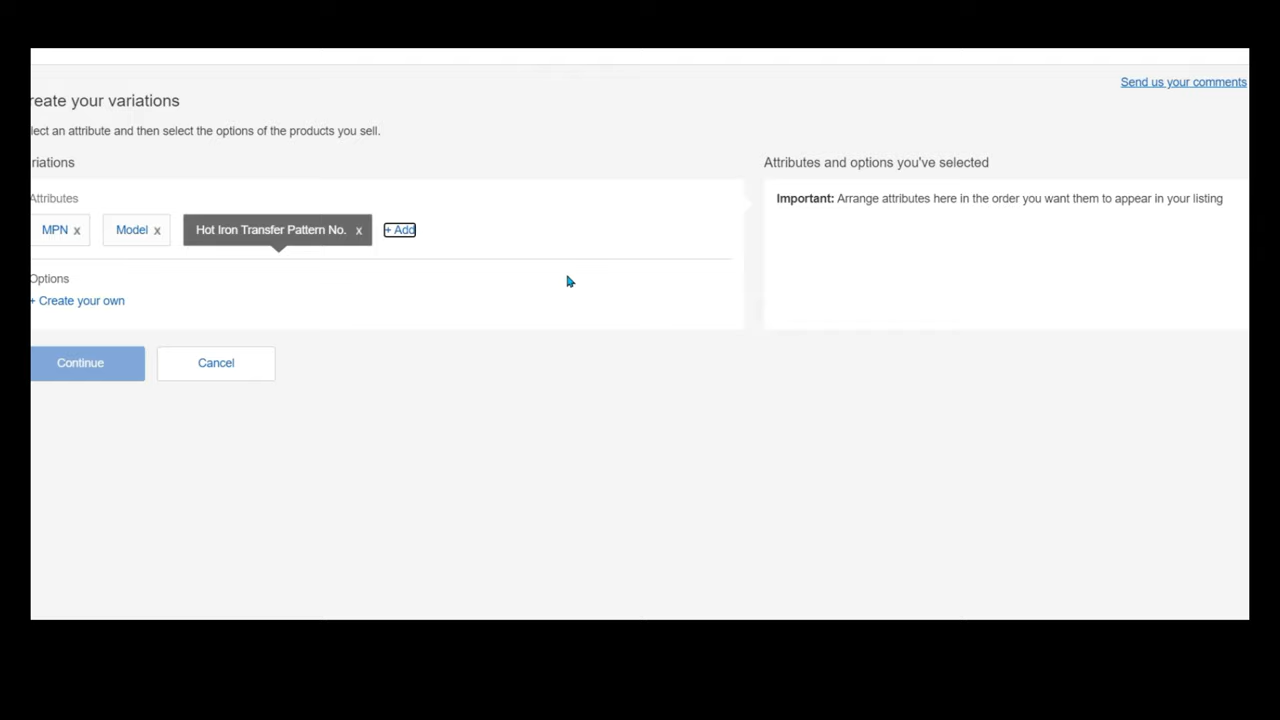 Send us your comments
reate your variations
lect an attribute and then select the options of the products you sell.
riations
Attributes and options you've selected
Attributes
Important: Arrange attributes here in the order you want them to appear in your listing
MPN x Model x Hot Iron Transfer Pattern No. x + Add
Options
+ Create your own
Continue Cancel